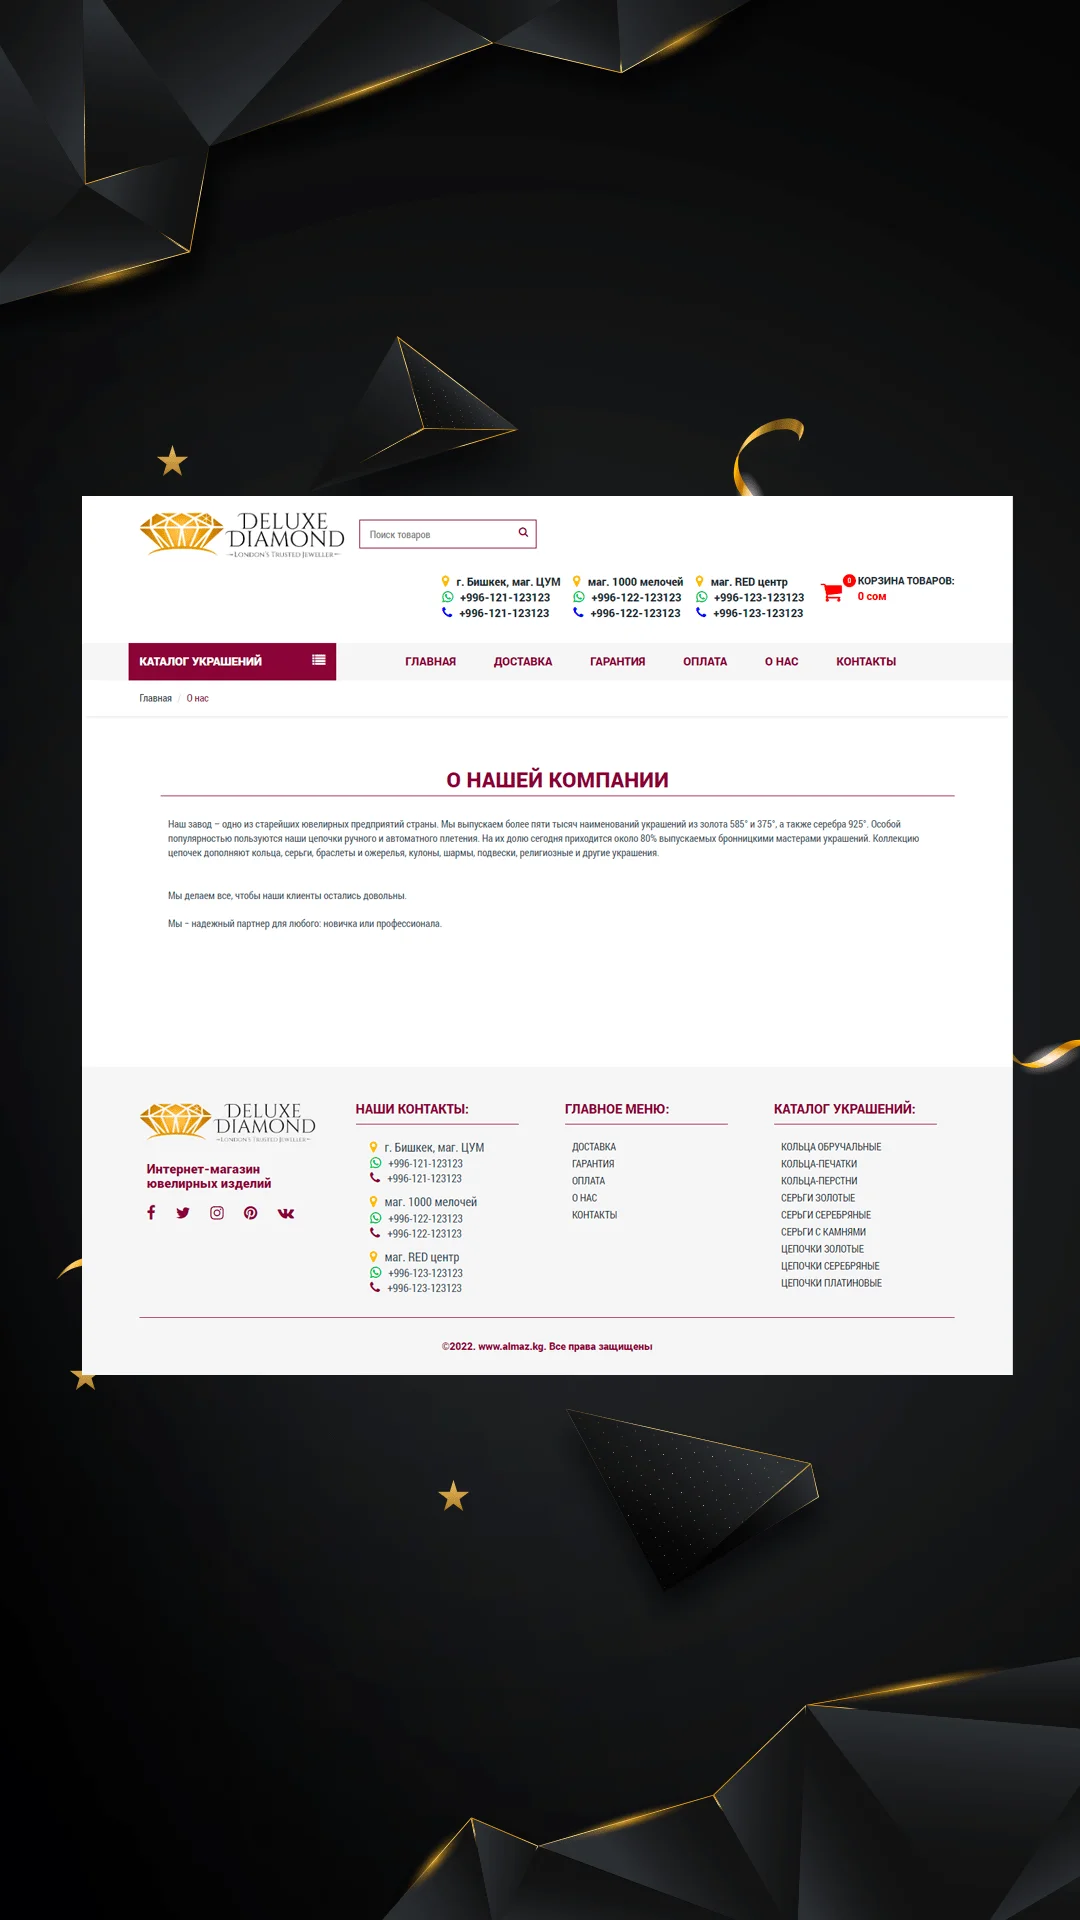 DELUXE
DIAMOND
LONDON'S TRUSTED JEWELLER
Поиск товаров
г. Бишкек, маг. ЦУМ
+996-121-123123
+996-121-123123
маг. 1000 мелочей
+996-122-123123
+996-122-123123
маг. RED центр
+996-123-123123
+996-123-123123
0
КОРЗИНА ТОВАРОВ:
0 сом
КАТАЛОГ УКРАШЕНИЙ
ГЛАВНАЯ ДОСТАВКА ГАРАНТИЯ ОПЛАТА О НАС КОНТАКТЫ
Главная / О нас
О НАШЕЙ КОМПАНИИ
Наш завод – одно из старейших ювелирных предприятий страны. Мы выпускаем более пяти тысяч наименований украшений из золота 585° и 375°, а также серебра 925°. Особой
популярностью пользуются наши цепочки ручного и автоматного плетения. На их долю сегодня приходится около 80% выпускаемых бронницкими мастерами украшений. Коллекцию
цепочек дополняют кольца, серьги, браслеты и ожерелья, кулоны, шармы, подвески, религиозные и другие украшения.
Мы делаем все, чтобы наши клиенты остались довольны.
Мы – надежный партнер для любого: новичка или профессионала.
DELUXE
DIAMOND
LONDON'S TRUSTED JEWELLER
Интернет-магазин
ювелирных изделий
НАШИ КОНТАКТЫ:
г. Бишкек, маг. ЦУМ
+996-121-123123
+996-121-123123
маг. 1000 мелочей
+996-122-123123
+996-122-123123
маг. RED центр
+996-123-123123
+996-123-123123
ГЛАВНОЕ МЕНЮ:
ДОСТАВКА
ГАРАНТИЯ
ОПЛАТА
О НАС
КОНТАКТЫ
КАТАЛОГ УКРАШЕНИЙ:
КОЛЬЦА ОБРУЧАЛЬНЫЕ
КОЛЬЦА-ПЕЧАТКИ
КОЛЬЦА-ПЕРСТНИ
СЕРЬГИ ЗОЛОТЫЕ
СЕРЬГИ СЕРЕБРЯНЫЕ
СЕРЬГИ С КАМНЯМИ
ЦЕПОЧКИ ЗОЛОТЫЕ
ЦЕПОЧКИ СЕРЕБРЯНЫЕ
ЦЕПОЧКИ ПЛАТИНОВЫЕ
©2022. www.almaz.kg. Все права защищены